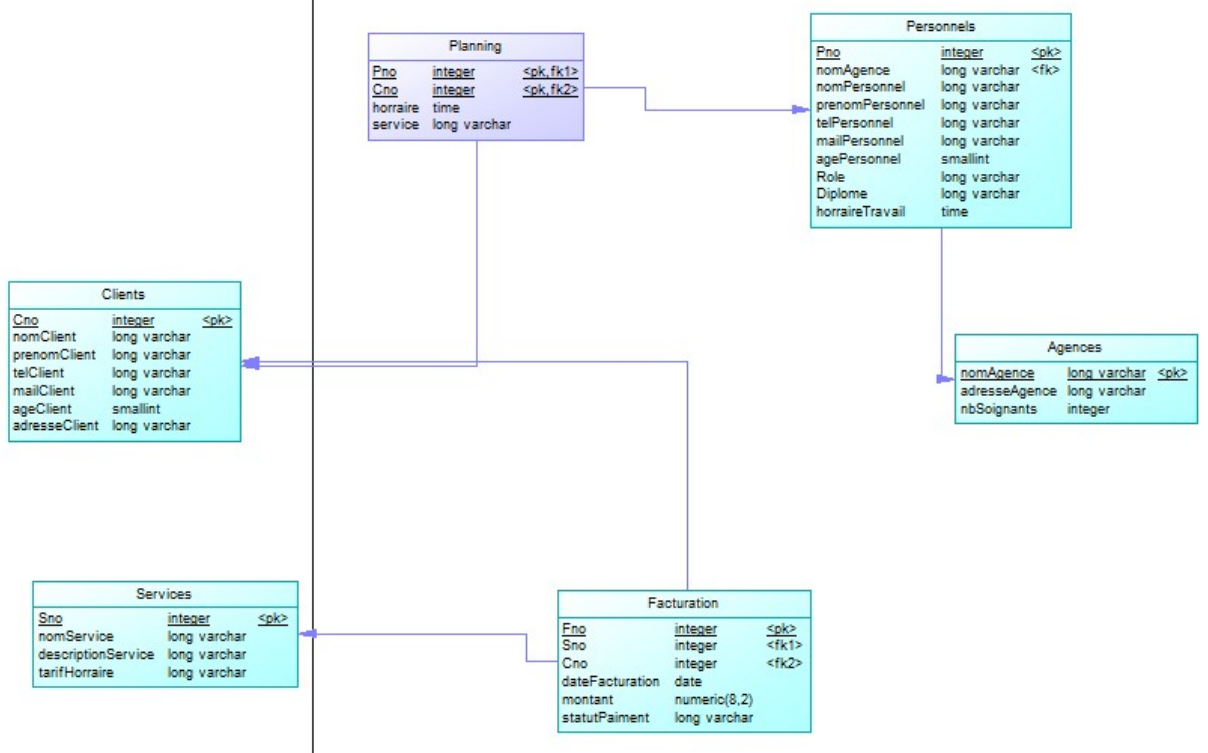 Planning
Pno integer <pk,fk1>
Cno integer <pk,fk2>
horraire time
service long varchar
Personnels
Pno integer <pk>
nomAgence long varchar <fk>
nomPersonnel long varchar
prenomPersonnel long varchar
telPersonnel long varchar
mailPersonnel long varchar
agePersonnel smallint
Role long varchar
Diplome long varchar
horraireTravail time
Clients
Cno integer <pk>
nomClient long varchar
prenomClient long varchar
telClient long varchar
mailClient long varchar
ageClient smallint
adresseClient long varchar
Agences
nomAgence long varchar <pk>
adresseAgence long varchar
nbSoignants integer
Services
Sno integer <pk>
nomService long varchar
descriptionService long varchar
tarifHorraire long varchar
Facturation
Fno integer <pk>
Sno integer <fk1>
Cno integer <fk2>
dateFacturation date
montant numeric(8,2)
statutPaiment long varchar